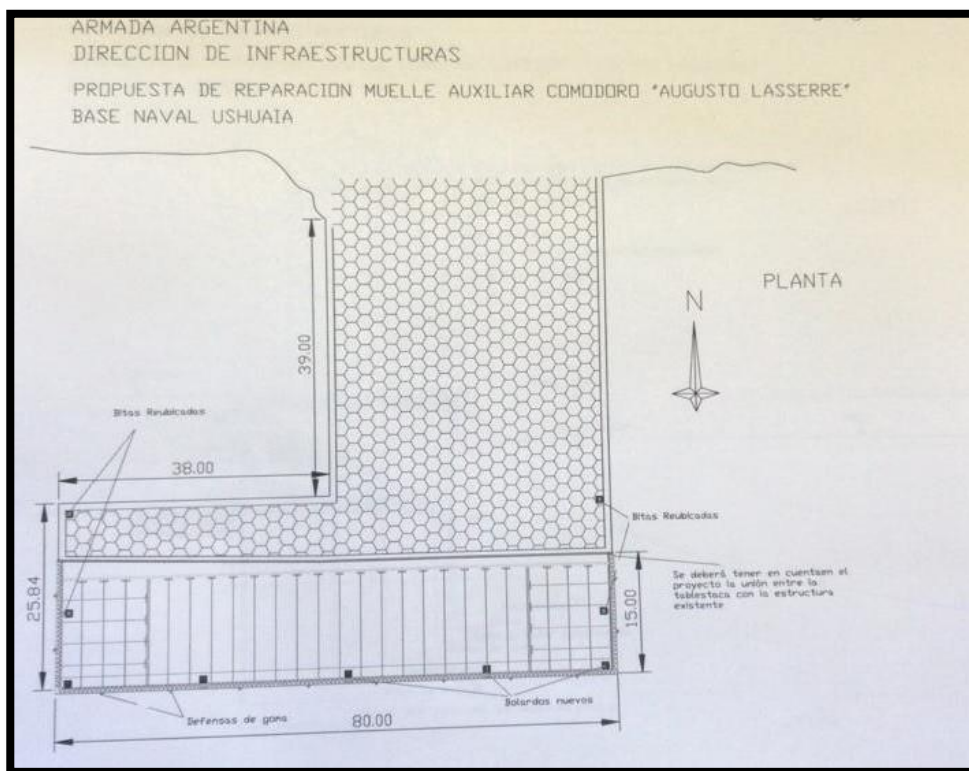 ARMADA ARGENTINA
DIRECCION DE INFRAESTRUCTURAS
PROPUESTA DE REPARACION MUELLE AUXILIAR COMODORO "AUGUSTO LASSERRE"
BASE NAVAL USHUAIA
PLANTA
N
39.00
Bitas Reubicadas
38.00
Bitas Reubicadas
Se deberá tener en cuentaen el
proyecto la unión entre la
tablestaca con la estructura
existente
25.84
15.00
Defensas de goma
Bolardos nuevos
80.00